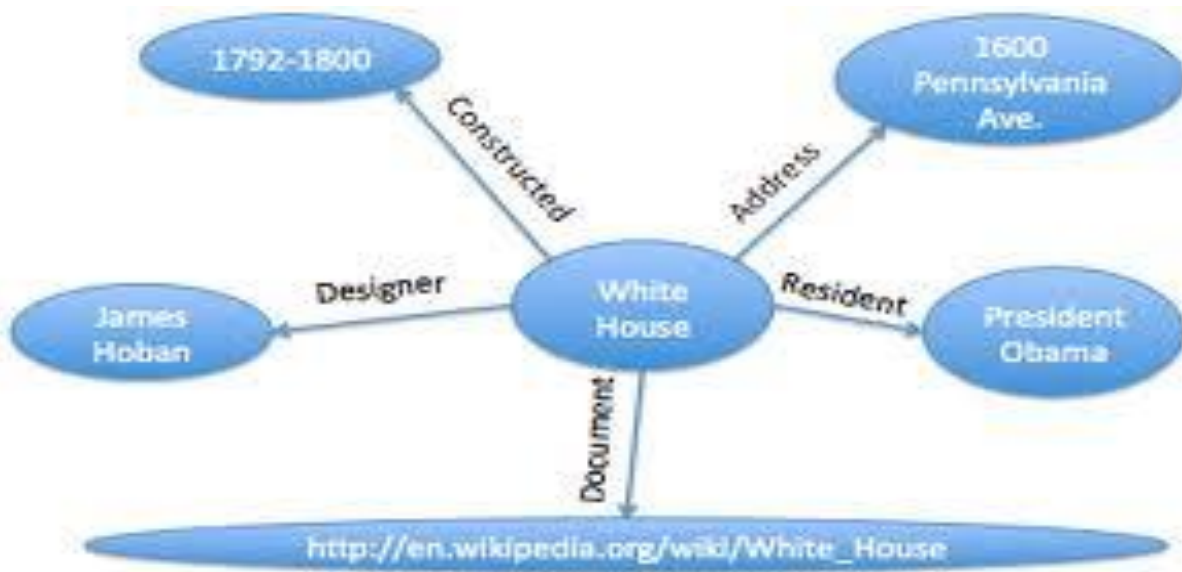 1792-1800
1600
Pennsylvania
Ave.
Constructed
Address
Designer
White
House
Resident
James
Hoban
President
Obama
Document
http://en.wikipedia.org/wiki/White_House